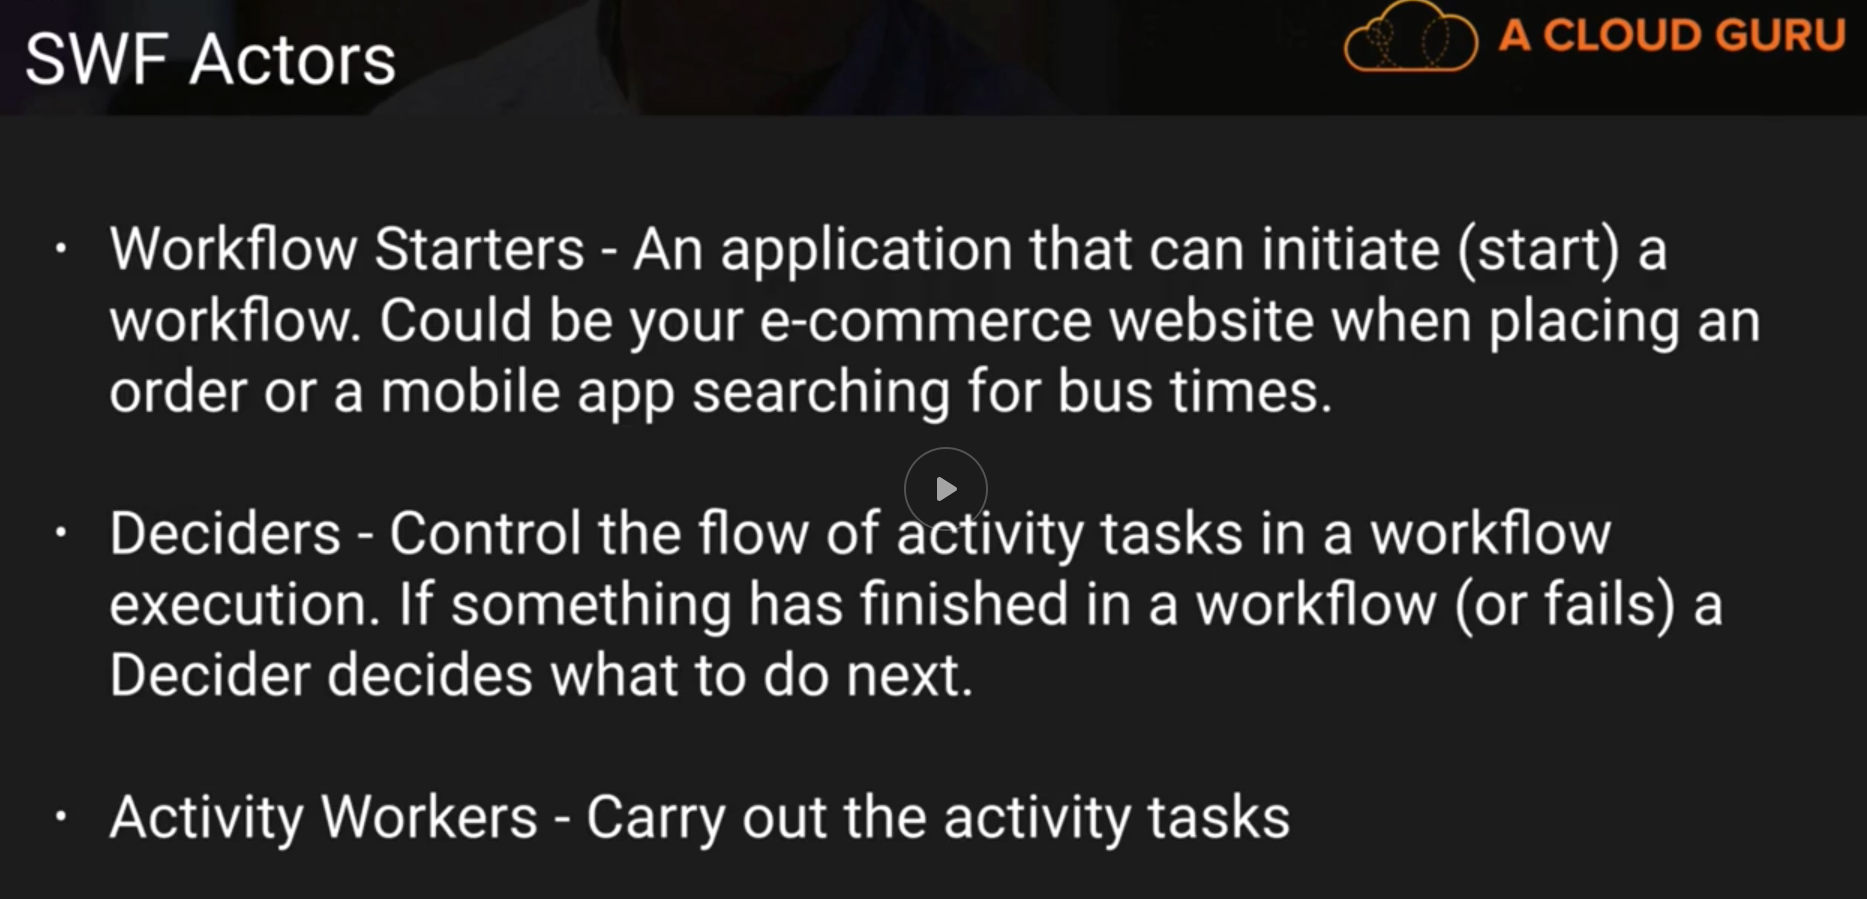 SWF Actors
A CLOUD GURU
• Workflow Starters - An application that can initiate (start) a
workflow. Could be your e-commerce website when placing an
order or a mobile app searching for bus times.
• Deciders - Control the flow of activity tasks in a workflow
execution. If something has finished in a workflow (or fails) a
Decider decides what to do next.
• Activity Workers - Carry out the activity tasks